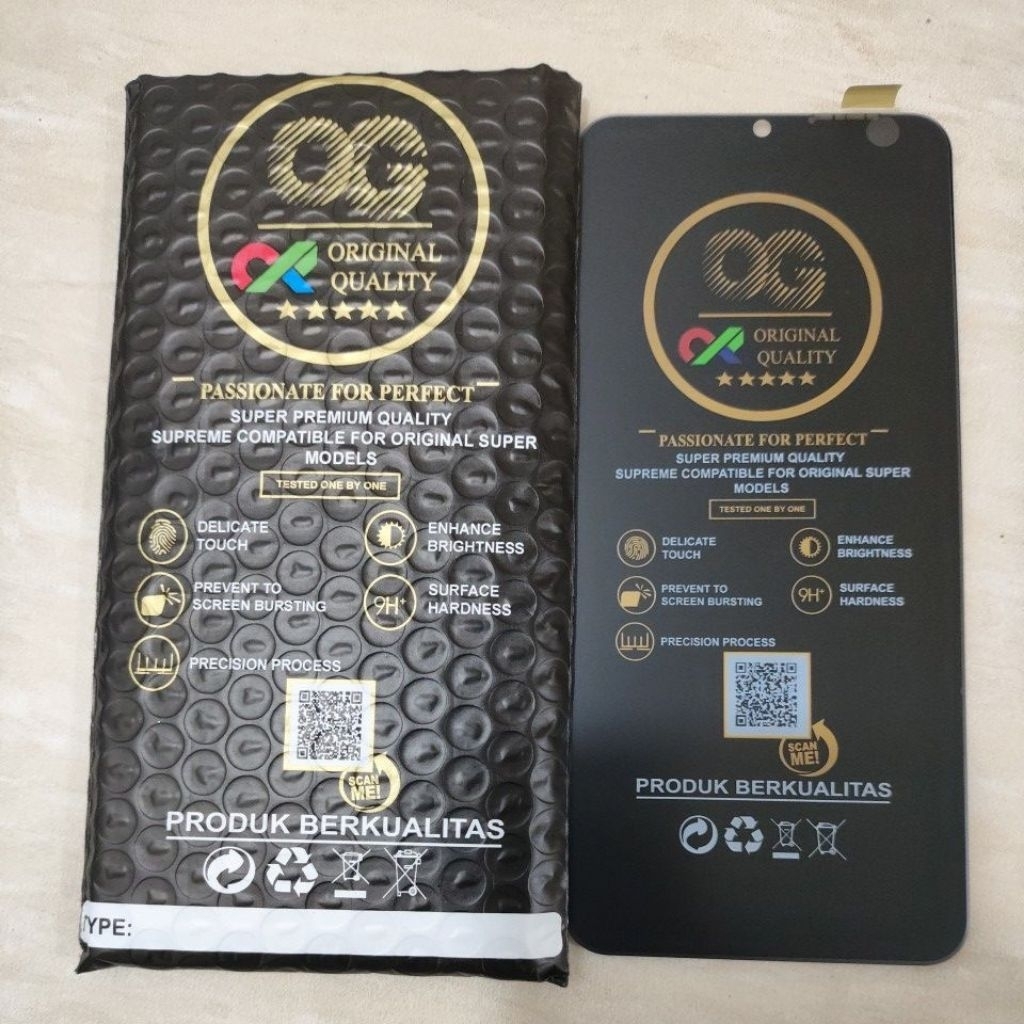 OG
ORIGINAL
QUALITY
PASSIONATE FOR PERFECT
SUPER PREMIUM QUALITY
SUPREME COMPATIBLE FOR ORIGINAL SUPER
MODELS
TESTED ONE BY ONE
DELICATE
TOUCH
ENHANCE
BRIGHTNESS
PREVENT TO
SCREEN BURSTING
9H+
SURFACE
HARDNESS
PRECISION PROCESS
SCAN
ME!
PRODUK BERKUALITAS
TYPE:
OG
ORIGINAL
QUALITY
PASSIONATE FOR PERFECT
SUPER PREMIUM QUALITY
SUPREME COMPATIBLE FOR ORIGINAL SUPER
MODELS
TESTED ONE BY ONE
DELICATE
TOUCH
ENHANCE
BRIGHTNESS
PREVENT TO
SCREEN BURSTING
9H+
SURFACE
HARDNESS
PRECISION PROCESS
SCAN
ME!
PRODUK BERKUALITAS